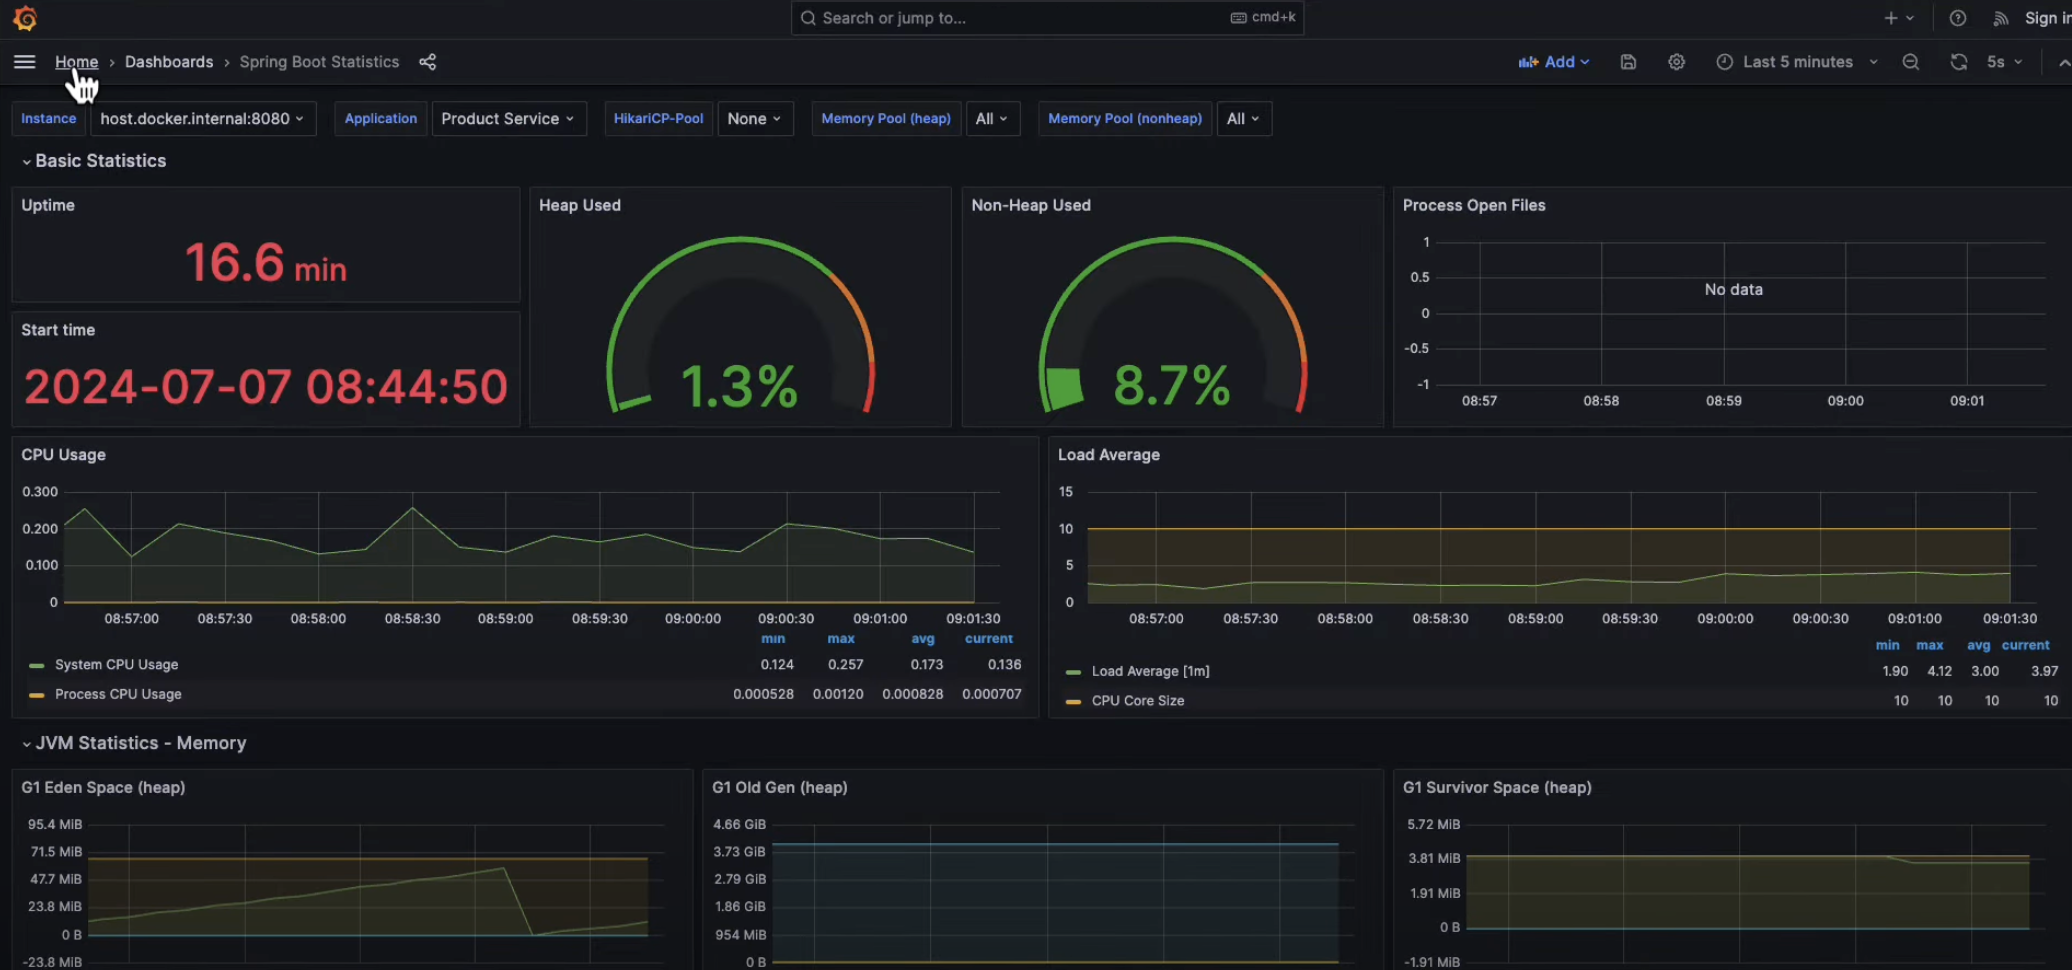 Search or jump to... cmd+k
Home › Dashboards › Spring Boot Statistics
Add Last 5 minutes 5s
Instance host.docker.internal:8080 Application Product Service HikariCP-Pool None Memory Pool (heap) All Memory Pool (nonheap) All
Basic Statistics
Uptime
16.6 min
Start time
2024-07-07 08:44:50
Heap Used
1.3%
Non-Heap Used
8.7%
Process Open Files
1
0.5
0
-0.5
-1
No data
08:57 08:58 08:59 09:00 09:01
CPU Usage
0.300
0.200
0.100
0
08:57:00 08:57:30 08:58:00 08:58:30 08:59:00 08:59:30 09:00:00 09:00:30 09:01:00 09:01:30
min max avg current
System CPU Usage 0.124 0.257 0.173 0.136
Process CPU Usage 0.000528 0.00120 0.000828 0.000707
Load Average
15
10
5
0
08:57:00 08:57:30 08:58:00 08:58:30 08:59:00 08:59:30 09:00:00 09:00:30 09:01:00 09:01:30
min max avg current
Load Average [1m] 1.90 4.12 3.00 3.97
CPU Core Size 10 10 10 10
JVM Statistics - Memory
G1 Eden Space (heap)
95.4 MiB
71.5 MiB
47.7 MiB
23.8 MiB
0 B
-23.8 MiB
G1 Old Gen (heap)
4.66 GiB
3.73 GiB
2.79 GiB
1.86 GiB
954 MiB
0 B
G1 Survivor Space (heap)
5.72 MiB
3.81 MiB
1.91 MiB
0 B
-1.91 MiB